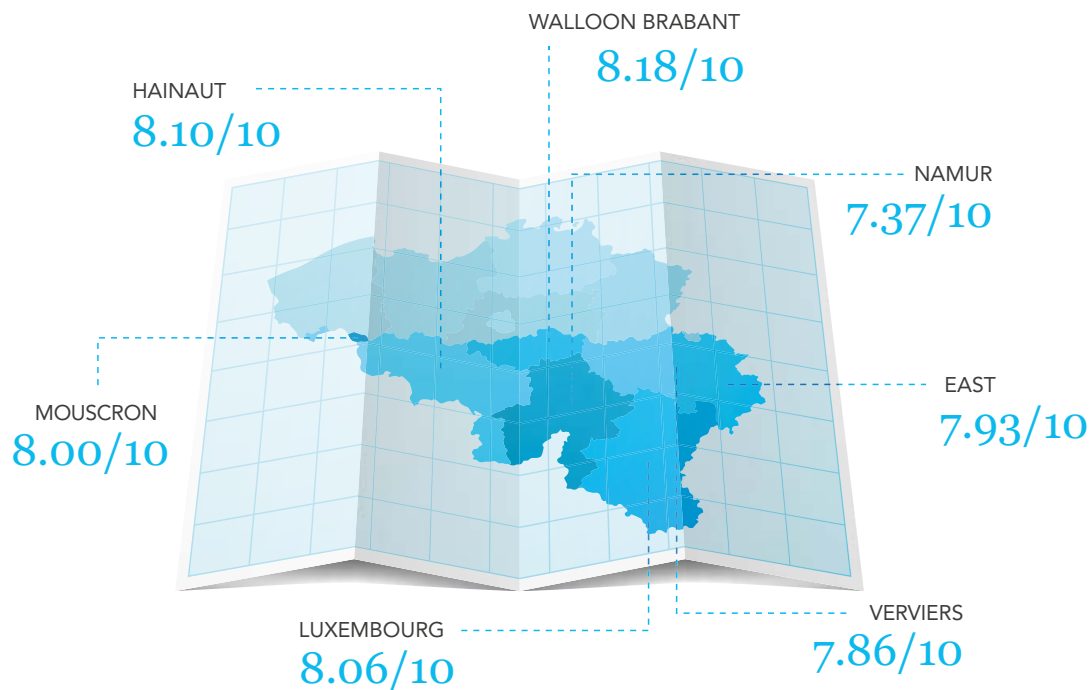 WALLOON BRABANT
8.18/10
HAINAUT
8.10/10
NAMUR
7.37/10
MOUSCRON
8.00/10
EAST
7.93/10
LUXEMBOURG
8.06/10
VERVIERS
7.86/10